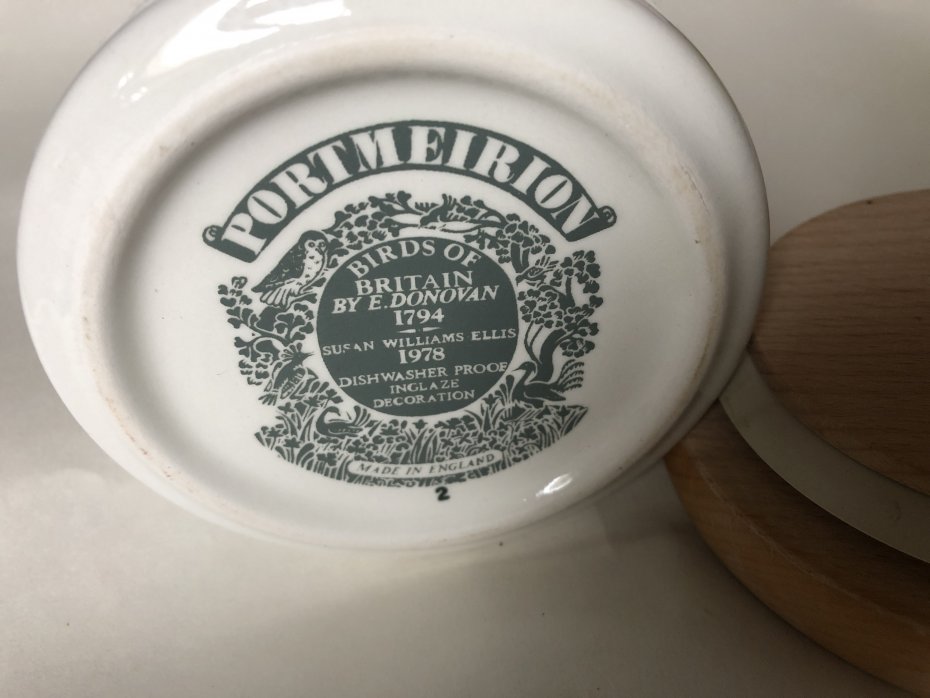 PORTMEIRION
BIRDS OF
BRITAIN
BY E. DONOVAN
1794
SUSAN WILLIAMS ELLIS
1978
DISHWASHER PROOF
INGLAZE
DECORATION
MADE IN ENGLAND
2